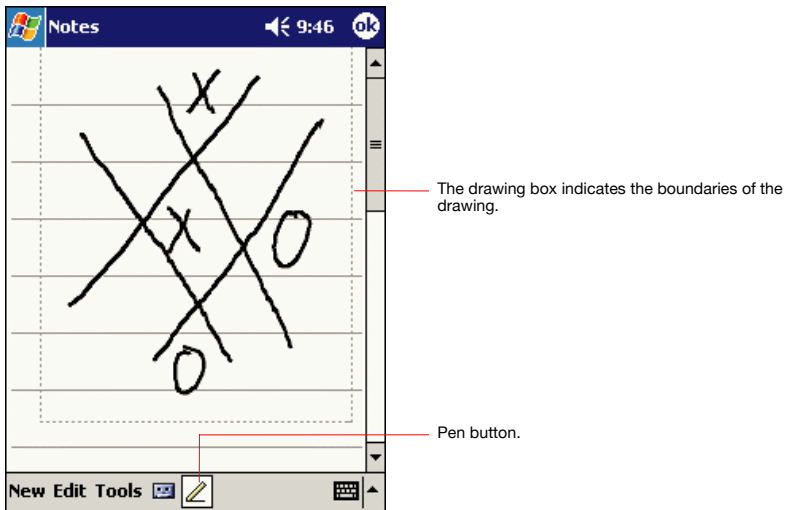 Notes 9:46 ok
X
X
O
The drawing box indicates the boundaries of the
drawing.
O
Pen button.
New Edit Tools